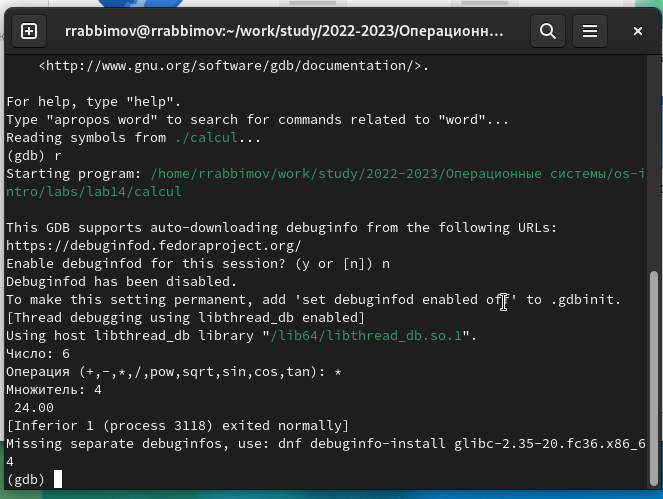 rrabbimov@rrabbimov:~/work/study/2022-2023/Операционн...
<http://www.gnu.org/software/gdb/documentation/>.
For help, type "help".
Type "apropos word" to search for commands related to "word"...
Reading symbols from ./calcul...
(gdb) r
Starting program: /home/rrabbimov/work/study/2022-2023/Операционные системы/os-i
ntro/labs/lab14/calcul
This GDB supports auto-downloading debuginfo from the following URLs:
https://debuginfod.fedoraproject.org/
Enable debuginfod for this session? (y or [n]) n
Debuginfod has been disabled.
To make this setting permanent, add 'set debuginfod enabled off' to .gdbinit.
[Thread debugging using libthread_db enabled]
Using host libthread_db library "/lib64/libthread_db.so.1".
Число: 6
Операция (+,-,*,/,pow,sqrt,sin,cos,tan): *
Множитель: 4
24.00
[Inferior 1 (process 3118) exited normally]
Missing separate debuginfos, use: dnf debuginfo-install glibc-2.35-20.fc36.x86_6
4
(gdb)